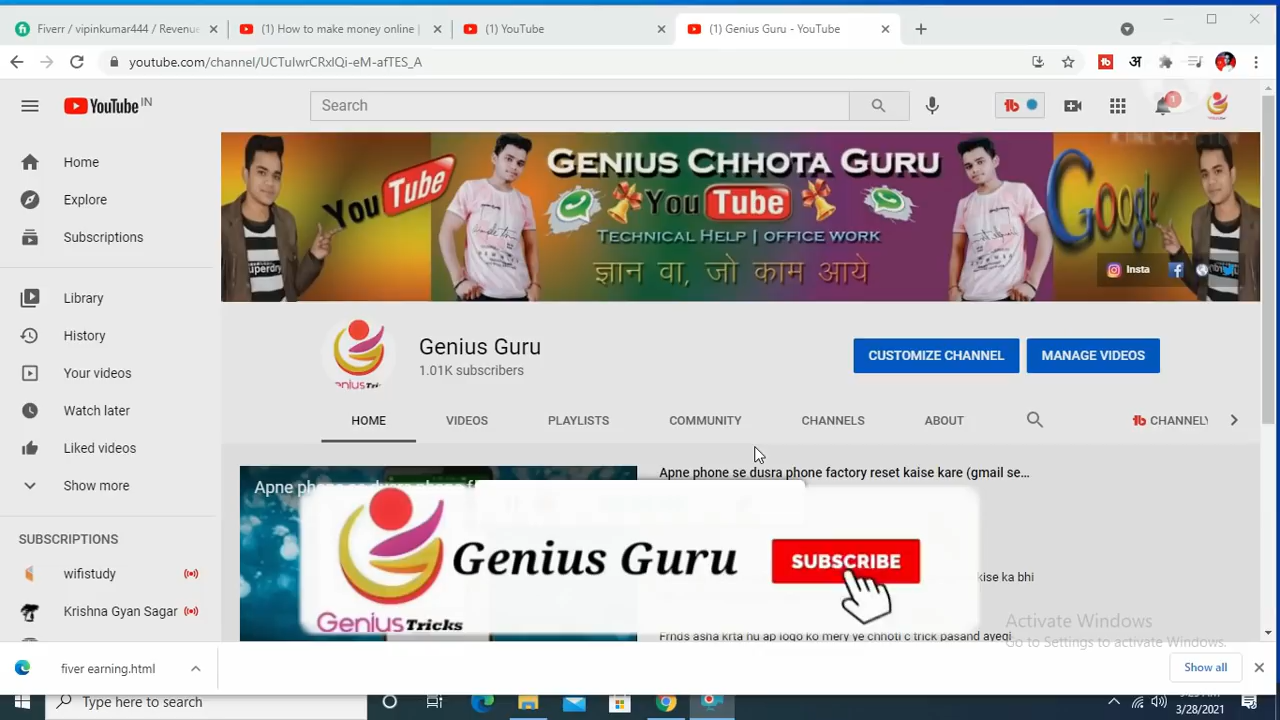 Fiverr / vipinkumar444 / Revenue
(1) How to make money online |
(1) YouTube
(1) Genius Guru - YouTube
youtube.com/channel/UCTulwrCRxlQi-eM-afTES_A
अ
YouTube IN
Search
1
Home
Explore
Subscriptions
Library
History
Your videos
Watch later
Liked videos
Show more
SUBSCRIPTIONS
wifistudy
Krishna Gyan Sagar
GENIUS CHHOTA GURU
YouTube
YouTube
Google
TECHNICAL HELP | OFFICE WORK
ज्ञान वा, जो काम आये
Insta
Genius Guru
1.01K subscribers
CUSTOMIZE CHANNEL
MANAGE VIDEOS
HOME
VIDEOS
PLAYLISTS
COMMUNITY
CHANNELS
ABOUT
CHANNELY
Apne phone se dusra phone factory reset kaise kare (gmail se...
kise ka bhi
Frnds asha krta hu ap logo ko mery ye chhoti c trick pasand ayegi
Genius Guru
SUBSCRIBE
Genius Tricks
Activate Windows
Go to Settings to activate Windows.
fiver earning.html
Show all
Type here to search
3/28/2021